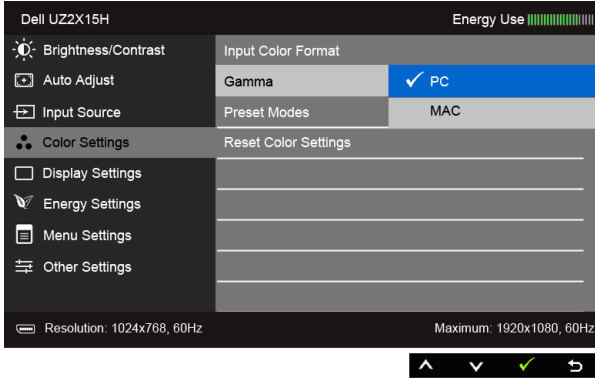 Dell UZ2X15H Energy Use
Brightness/Contrast Input Color Format
Auto Adjust Gamma PC
Input Source Preset Modes MAC
Color Settings Reset Color Settings
Display Settings
Energy Settings
Menu Settings
Other Settings
Resolution: 1024x768, 60Hz Maximum: 1920x1080, 60Hz